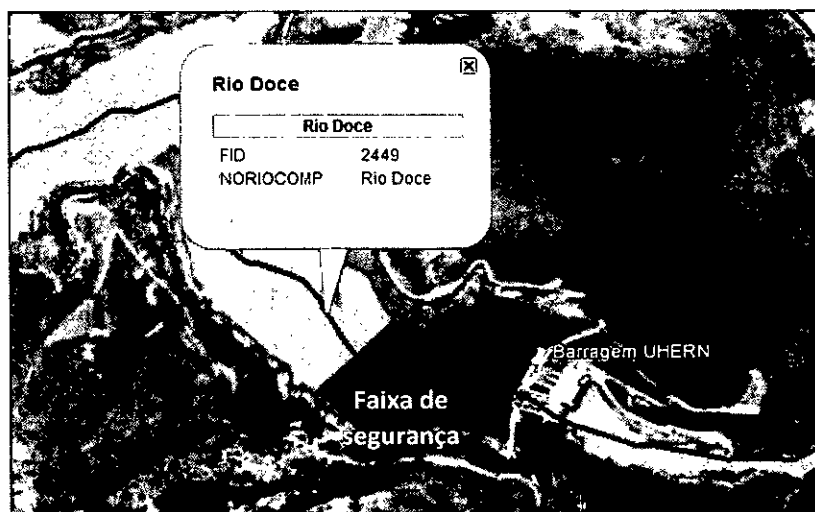 Rio Doce
Rio Doce
FID 2449
NORIOCOMP Rio Doce
Barragem UHERN
Faixa de
segurança